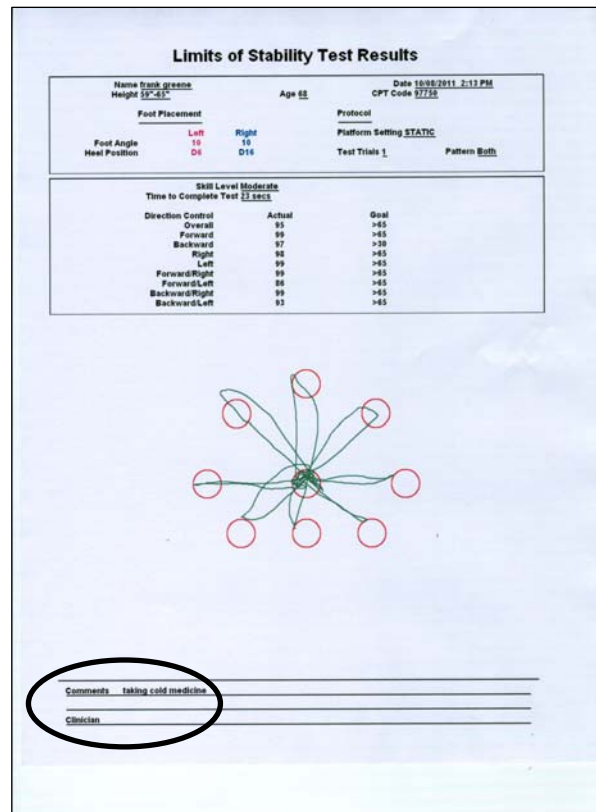 Limits of Stability Test Results
Name frank greene
Date 10/08/2011 2:13 PM
Height 59"-65"
Age 68
CPT Code 97750
Foot Placement
Protocol
Left Right
Platform Setting STATIC
Foot Angle 10 10
Heel Position D6 D16
Test Trials 1
Pattern Both
Skill Level Moderate
Time to Complete Test 23 secs
Direction Control Actual Goal
Overall 95 >65
Forward 99 >65
Backward 97 >30
Right 98 >65
Left 99 >65
Forward/Right 99 >65
Forward/Left 86 >65
Backward/Right 99 >65
Backward/Left 93 >65
Comments taking cold medicine
Clinician